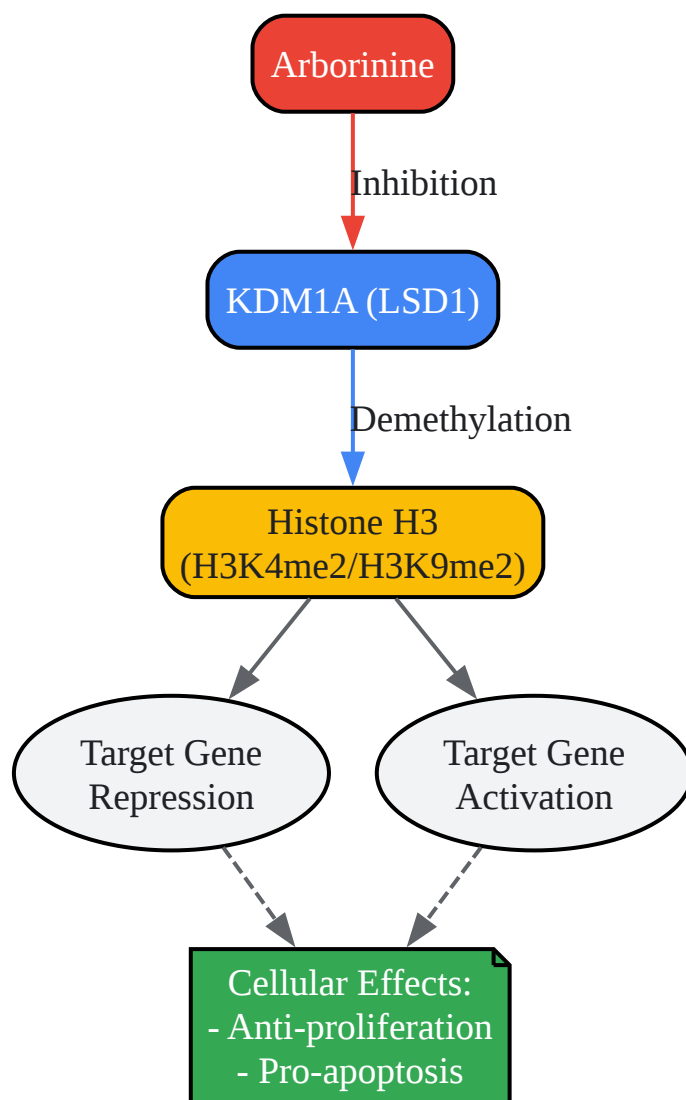 Arborinine
Inhibition
KDM1A (LSD1)
Demethylation
Histone H3
(H3K4me2/H3K9me2)
Target Gene
Repression
Target Gene
Activation
Cellular Effects:
- Anti-proliferation
- Pro-apoptosis